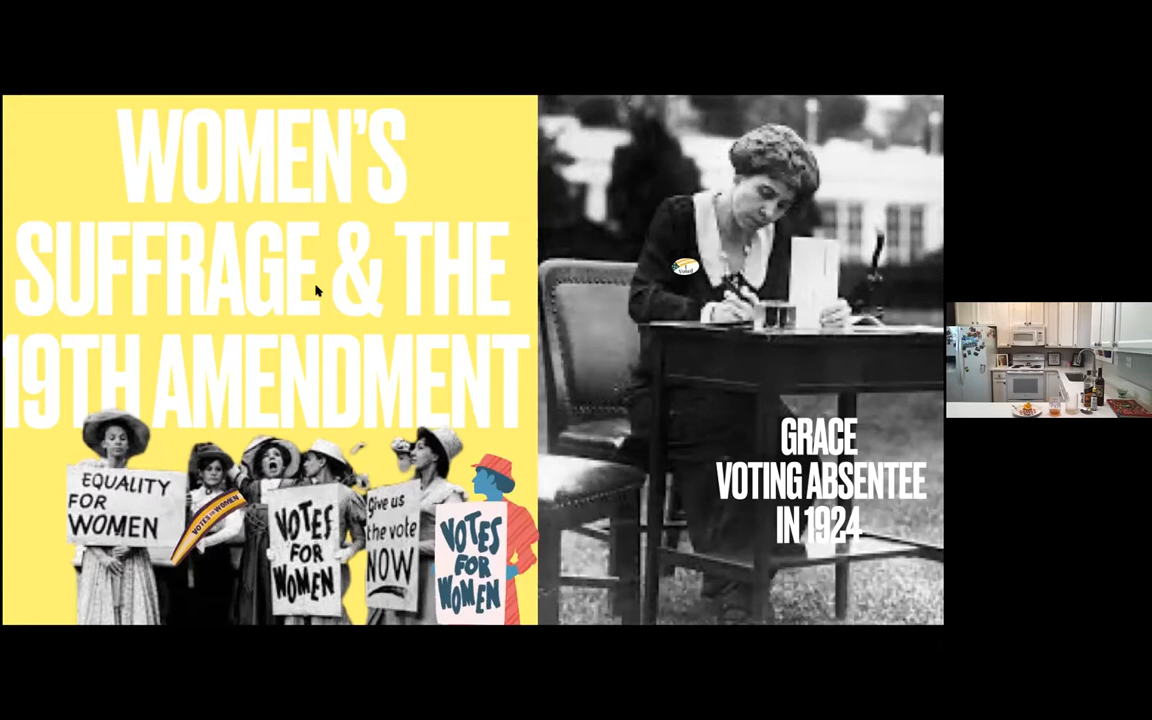 WOMEN'S
SUFFRAGE & THE
19TH AMENDMENT
EQUALITY
FOR
WOMEN
VOTES for WOMEN
VOTES
FOR
WOMEN
Give us
the vote
NOW
VOTES
FOR
WOMEN
I
Voted
GRACE
VOTING ABSENTEE
IN 1924